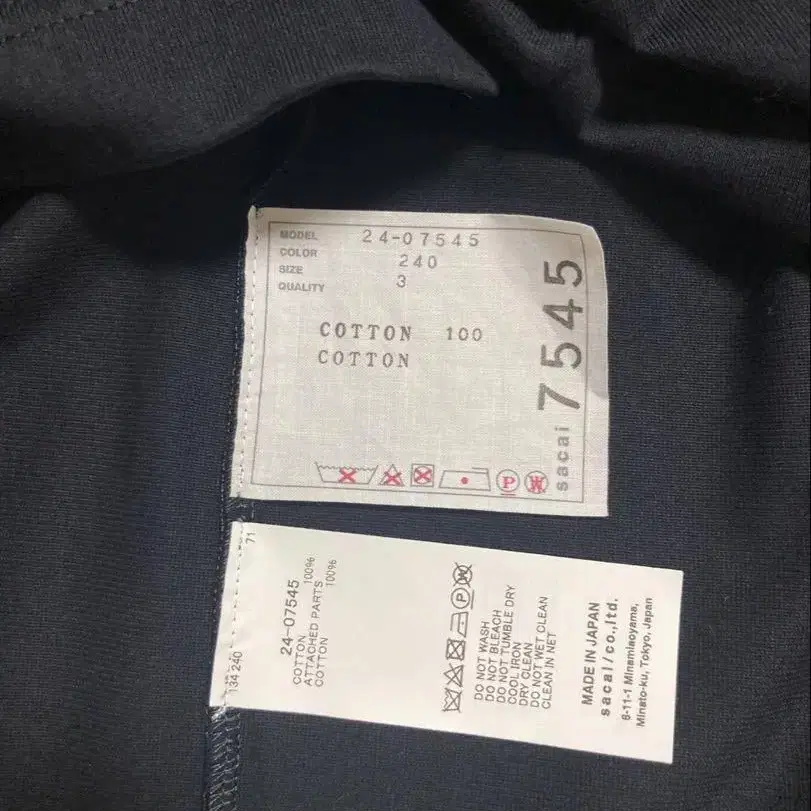 MODEL 24-07545
COLOR 240
SIZE 3
QUALITY
COTTON 100
COTTON
sacai 7545
P
W
71
134 240
24-07545
COTTON 100%
ATTACHED PARTS
COTTON 100%
P
W
DO NOT WASH
DO NOT BLEACH
DO NOT TUMBLE DRY
COOL IRON
DRY CLEAN
DO NOT WET CLEAN
CLEAN IN NET
MADE IN JAPAN
sacai/co.,ltd.
6-11-1 Minamiaoyama,
Minato-ku, Tokyo, Japan